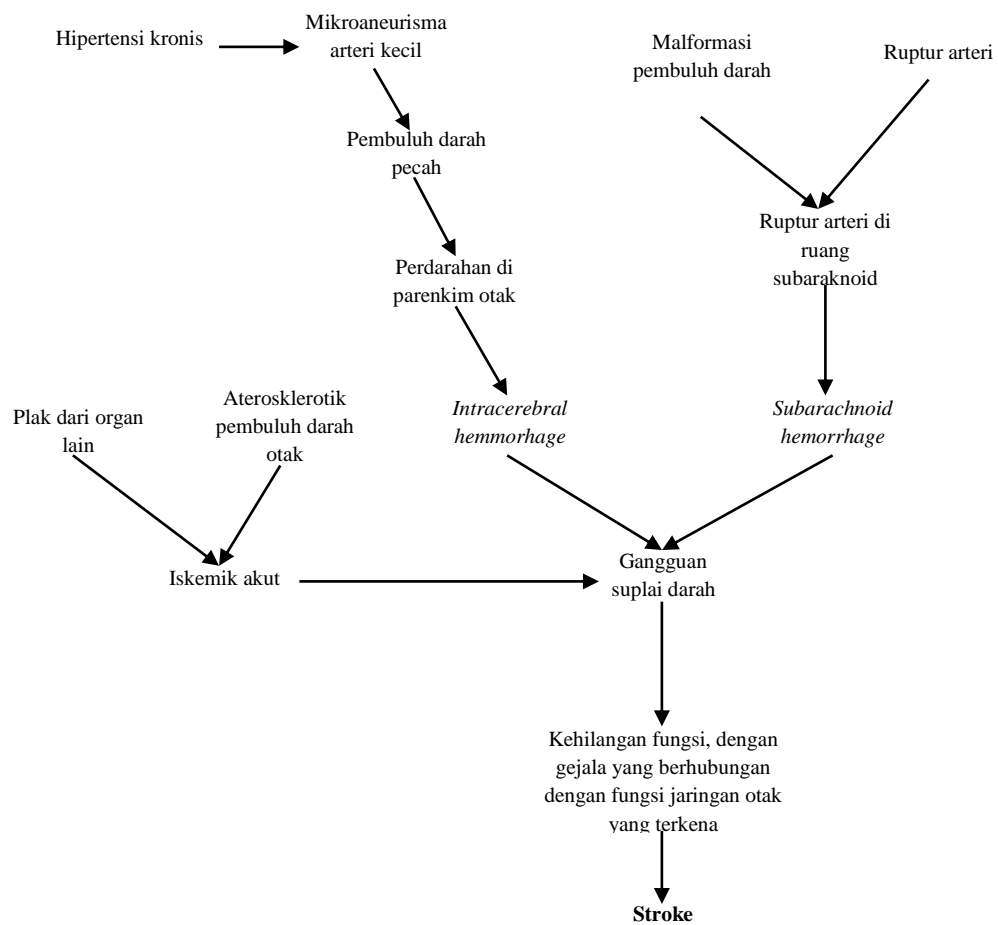 Hipertensi kronis
Mikroaneurisma
arteri kecil
Malformasi
pembuluh darah
Ruptur arteri
Pembuluh darah
pecah
Ruptur arteri di
ruang
subaraknoid
Perdarahan di
parenkim otak
Plak dari organ
lain
Aterosklerotik
pembuluh darah
otak
Intracerebral
hemmorhage
Subarachnoid
hemorrhage
Iskemik akut
Gangguan
suplai darah
Kehilangan fungsi, dengan
gejala yang berhubungan
dengan fungsi jaringan otak
yang terkena
Stroke